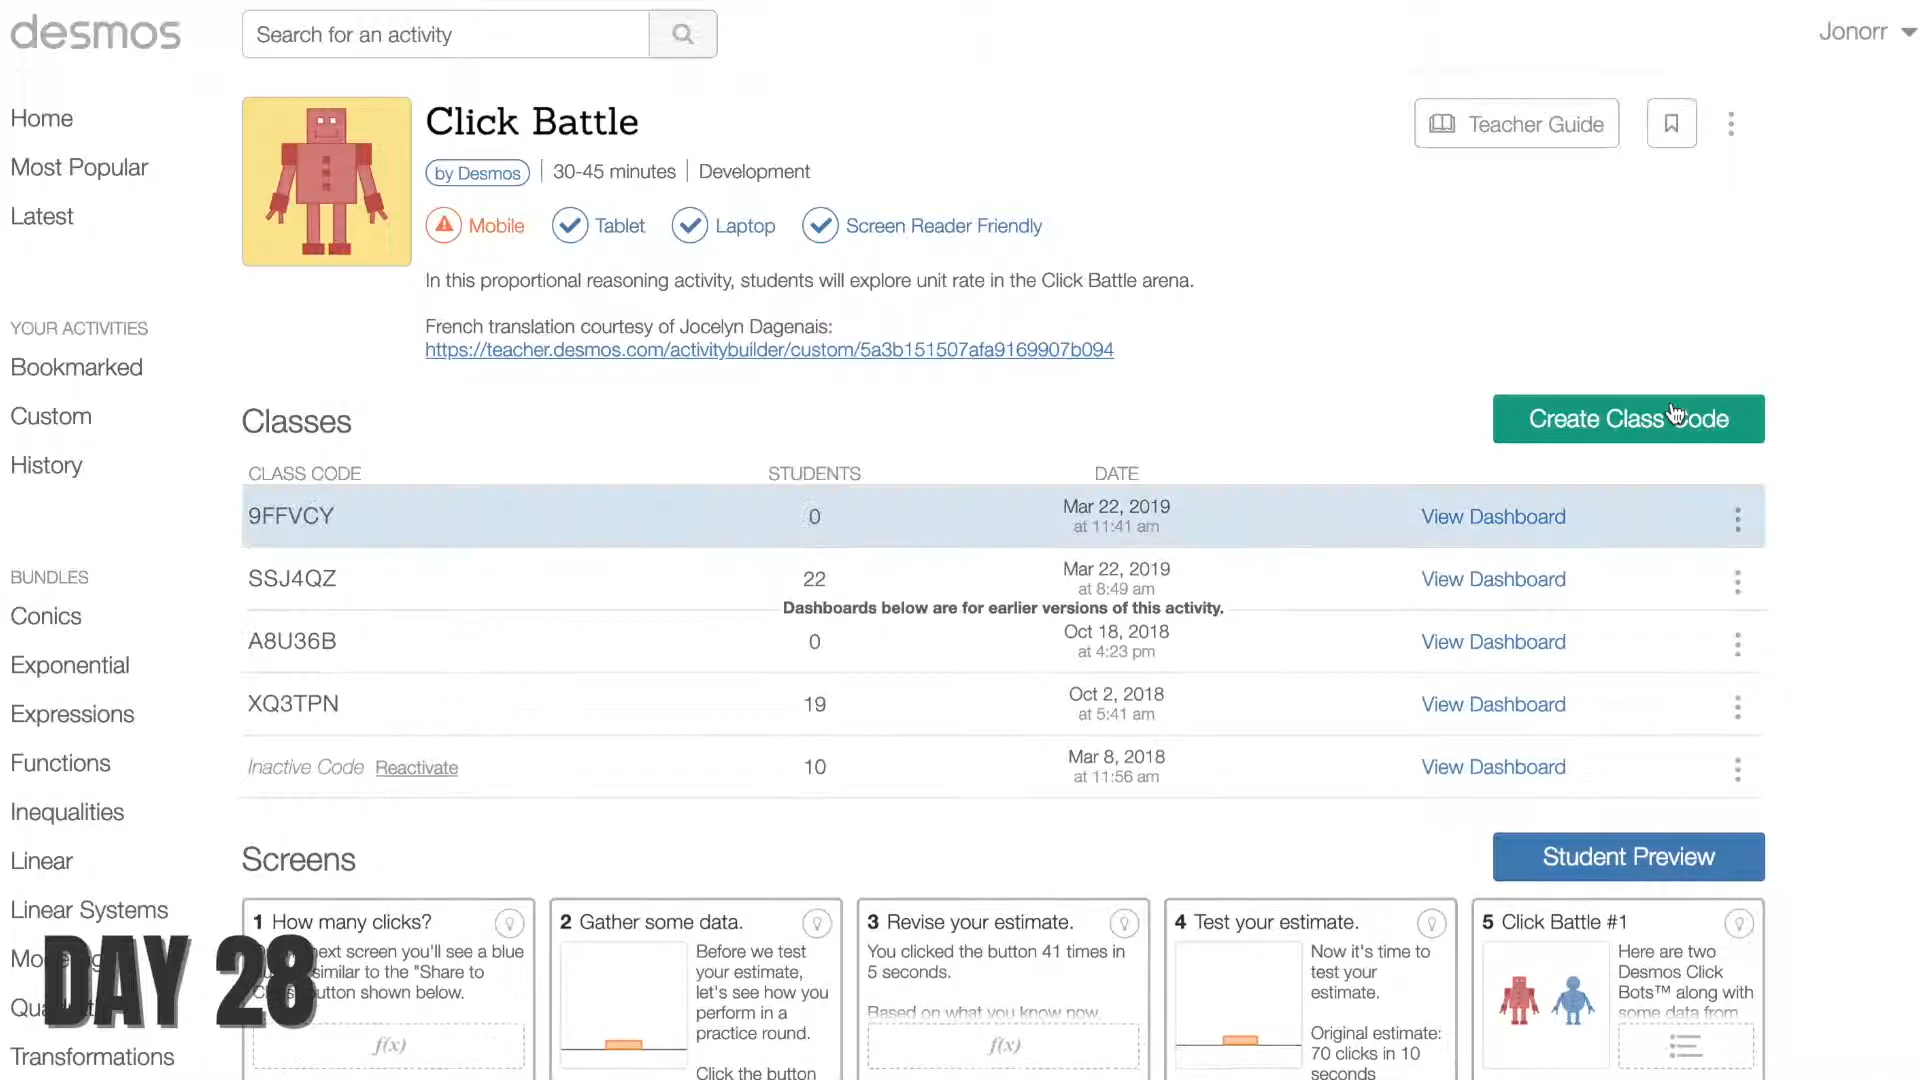 desmos
Search for an activity
Jonorr
Home
Most Popular
Latest
YOUR ACTIVITIES
Bookmarked
Custom
History
BUNDLES
Conics
Exponential
Expressions
Functions
Inequalities
Linear
Linear Systems
Transformations
Click Battle
by Desmos | 30-45 minutes | Development
Mobile Tablet Laptop Screen Reader Friendly
In this proportional reasoning activity, students will explore unit rate in the Click Battle arena.
French translation courtesy of Jocelyn Dagenais:
https://teacher.desmos.com/activitybuilder/custom/5a3b151507afa9169907b094
Teacher Guide
Classes
Create Class Code
CLASS CODE STUDENTS DATE
9FFVCY 0 Mar 22, 2019 View Dashboard
at 11:41 am
SSJ4QZ 22 Mar 22, 2019 View Dashboard
at 8:49 am
Dashboards below are for earlier versions of this activity.
A8U36B 0 Oct 18, 2018 View Dashboard
at 4:23 pm
XQ3TPN 19 Oct 2, 2018 View Dashboard
at 5:41 am
Inactive Code Reactivate 10 Mar 8, 2018 View Dashboard
at 11:56 am
Screens
Student Preview
1 How many clicks?
next screen you'll see a blue
similar to the "Share to
button shown below.
f(x)
2 Gather some data.
Before we test
your estimate,
let's see how you
perform in a
practice round.
Click the button
3 Revise your estimate.
You clicked the button 41 times in
5 seconds.
Based on what you know now,
f(x)
4 Test your estimate.
Now it's time to
test your
estimate.
Original estimate:
70 clicks in 10
seconds
5 Click Battle #1
Here are two
Desmos Click
Bots™ along with
some data from
DAY 28